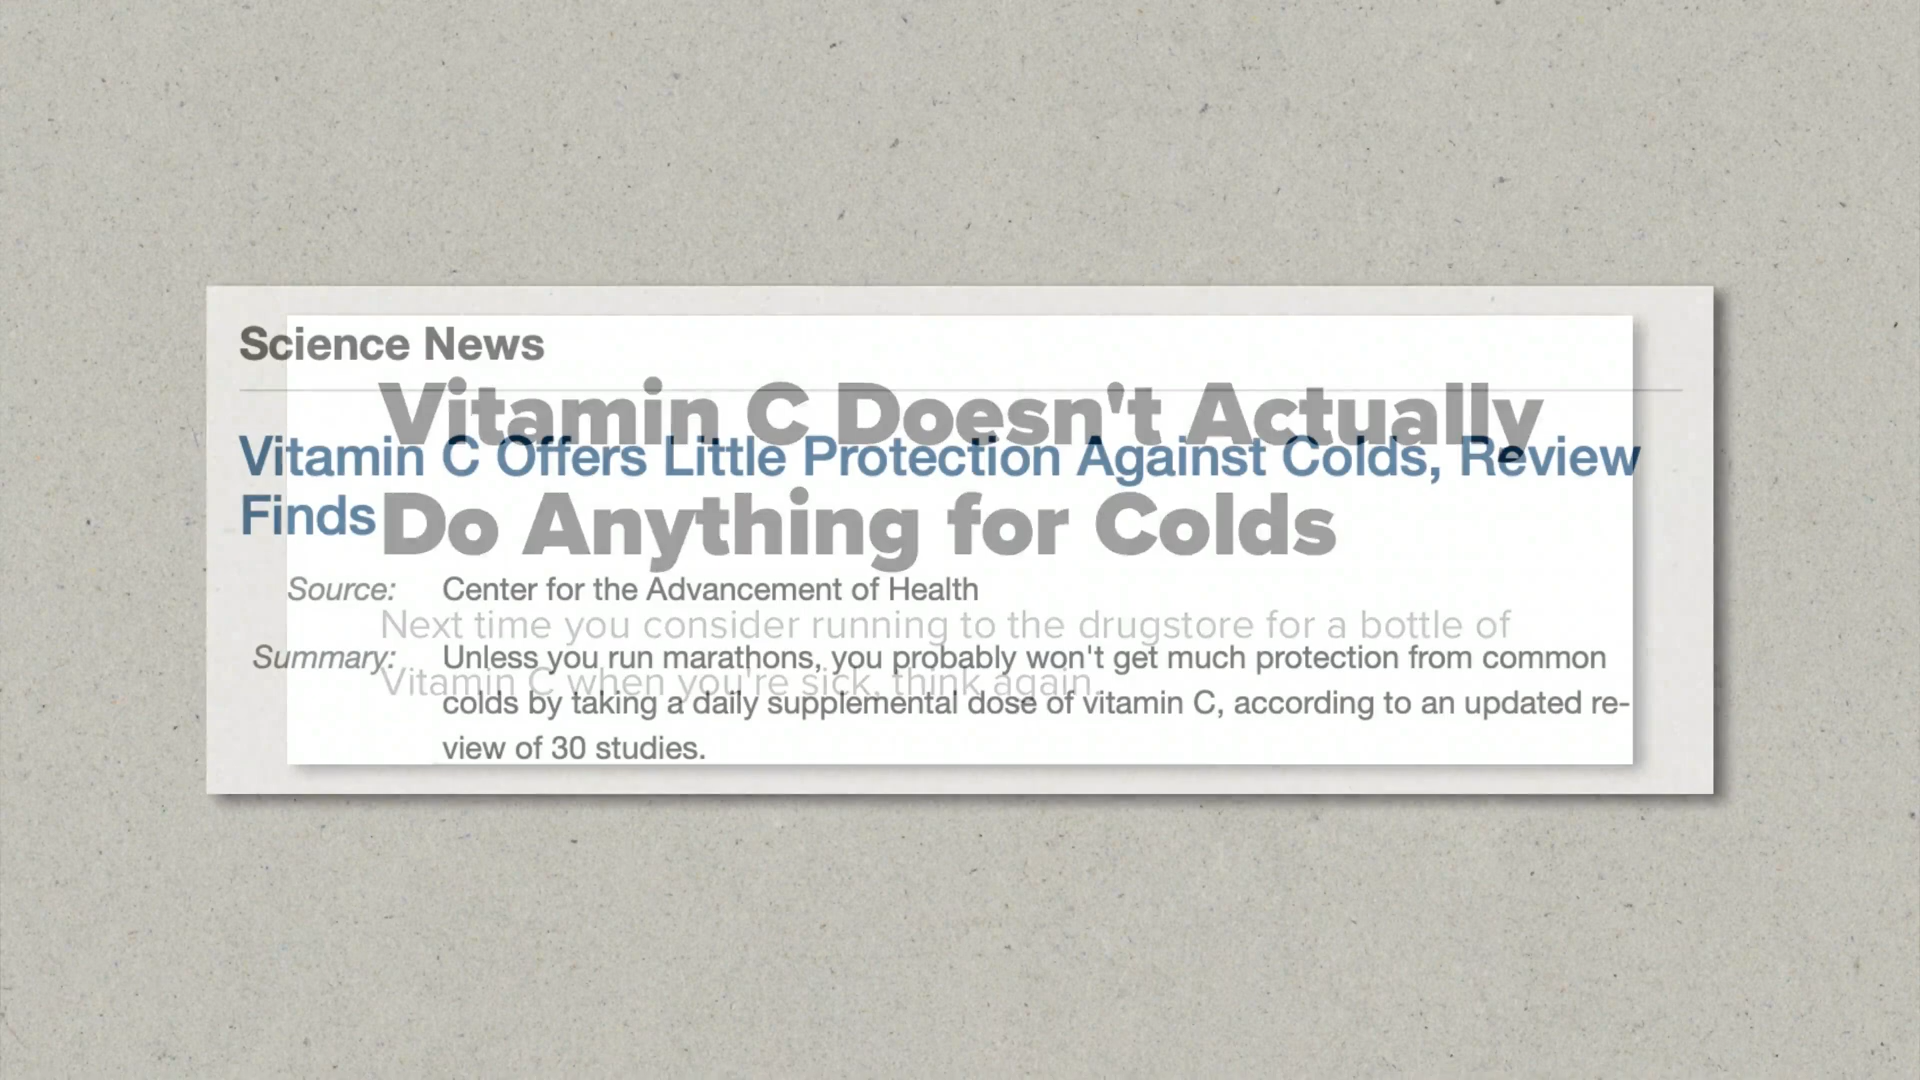 Science News
Vitamin C Offers Little Protection Against Colds, Review
Finds
Source: Center for the Advancement of Health
Summary: Unless you run marathons, you probably won't get much protection from common
colds by taking a daily supplemental dose of vitamin C, according to an updated re-
view of 30 studies.
Vitamin C Doesn't Actually
Do Anything for Colds
Next time you consider running to the drugstore for a bottle of
Vitamin C when you're sick, think again.